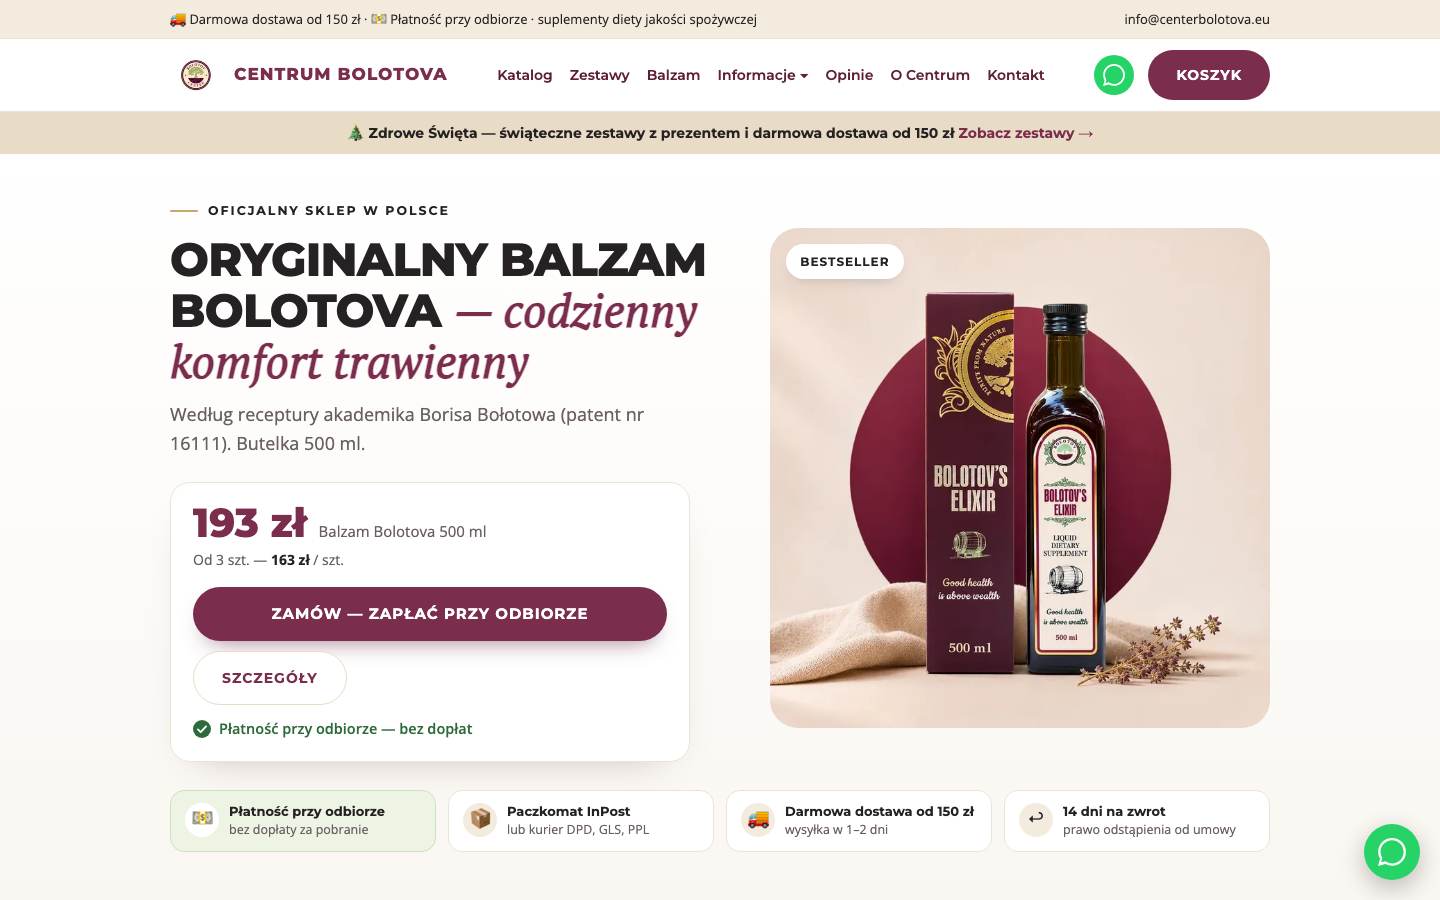 🚚 Darmowa dostawa od 150 zł · 💵 Płatność przy odbiorze · suplementy diety jakości spożywczej
info@centerbolotova.eu
CENTRUM BOLOTOVA
Katalog Zestawy Balzam Informacje Opinie O Centrum Kontakt
KOSZYK
🎄 Zdrowe Święta — świąteczne zestawy z prezentem i darmowa dostawa od 150 zł Zobacz zestawy →
OFICJALNY SKLEP W POLSCE
ORYGINALNY BALZAM
BOLOTOVA — codzienny
komfort trawienny
Według receptury akademika Borisa Bołotowa (patent nr
16111). Butelka 500 ml.
193 zł Balzam Bolotova 500 ml
Od 3 szt. — 163 zł / szt.
ZAMÓW — ZAPŁAĆ PRZY ODBIORZE
SZCZEGÓŁY
Płatność przy odbiorze — bez dopłat
BESTSELLER
FROM NATURE
BOLOTOV'S
ELIXIR
Good health
is above wealth
500 ml
BOLOTOV'S
ELIXIR
LIQUID
DIETARY
SUPPLEMENT
Good health
is above wealth
500 ml
Płatność przy odbiorze
bez dopłaty za pobranie
Paczkomat InPost
lub kurier DPD, GLS, PPL
Darmowa dostawa od 150 zł
wysyłka w 1–2 dni
14 dni na zwrot
prawo odstąpienia od umowy